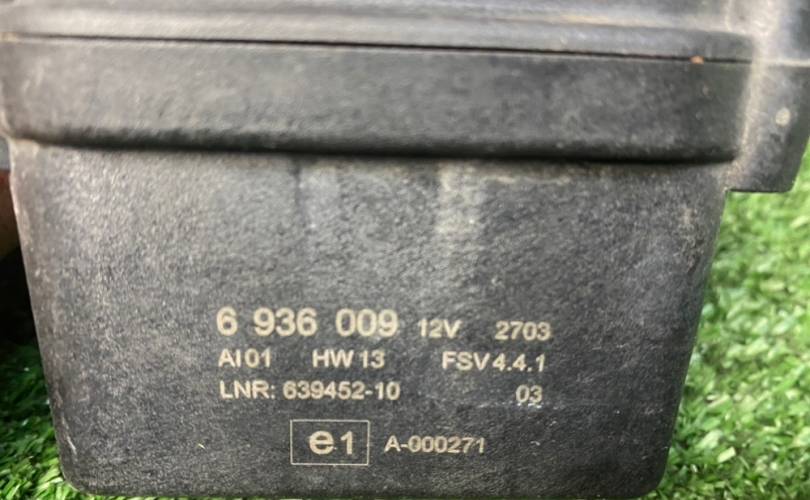 6 936 009 12V 2703
AI01 HW13 FSV4.4.1
LNR: 639452-10 03
e1 A-000271